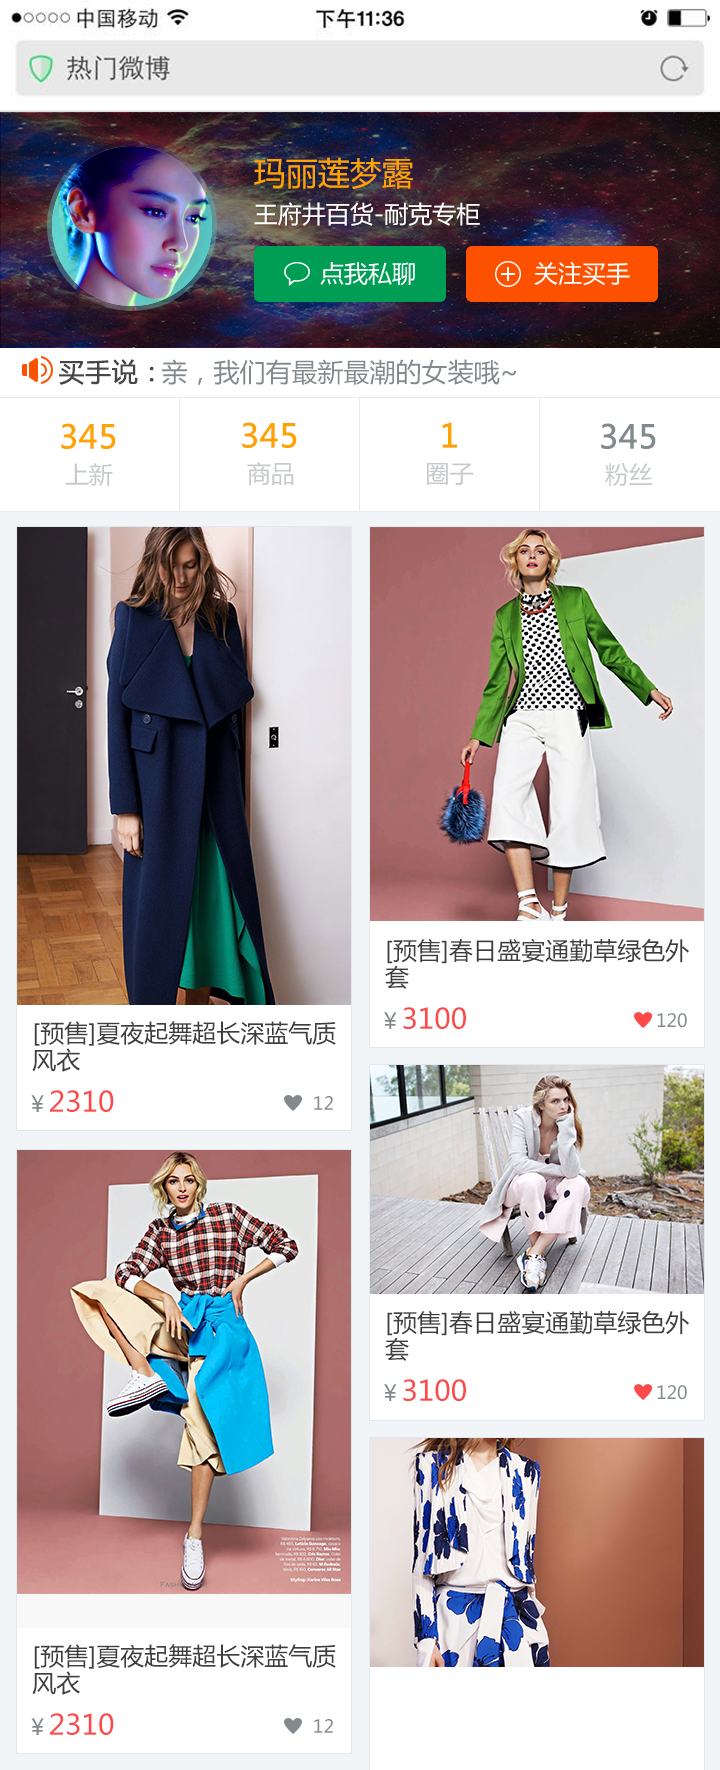 中国移动
下午11:36
热门微博
玛丽莲梦露
王府井百货-耐克专柜
点我私聊
关注买手
买手说：亲，我们有最新最潮的女装哦~
345
上新
345
商品
1
圈子
345
粉丝
[预售]夏夜起舞超长深蓝气质
风衣
¥2310
12
[预售]春日盛宴通勤草绿色外
套
¥3100
120
[预售]春日盛宴通勤草绿色外
套
¥3100
120
[预售]夏夜起舞超长深蓝气质
风衣
¥2310
12